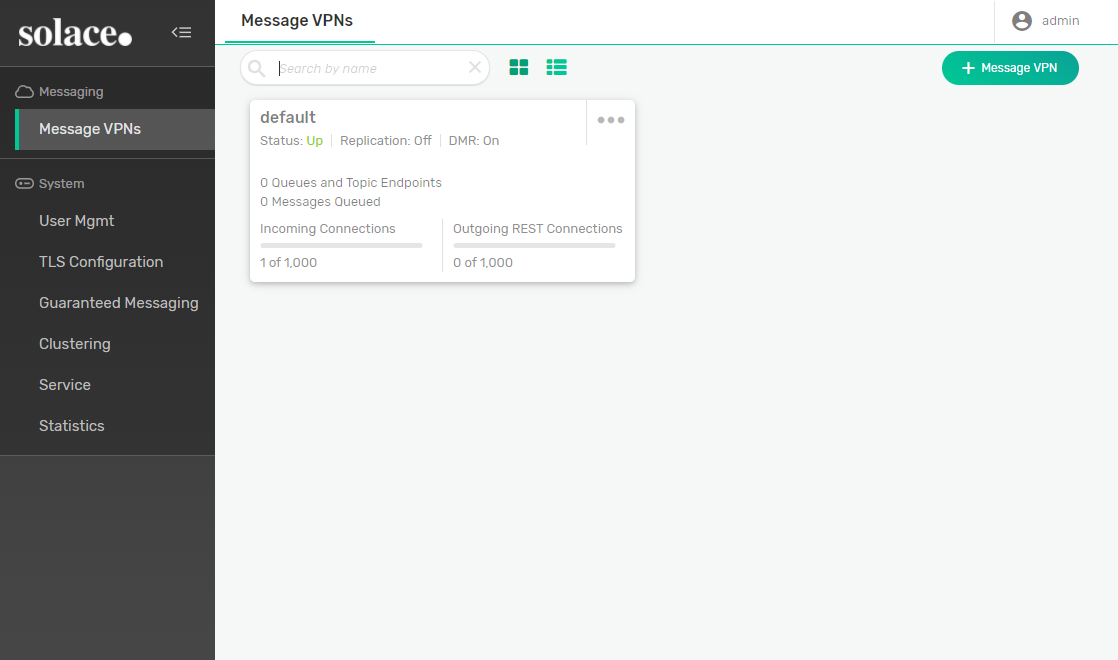 solace.
Messaging
Message VPNs
System
User Mgmt
TLS Configuration
Guaranteed Messaging
Clustering
Service
Statistics
Message VPNs
admin
Search by name
Message VPN
default
Status: Up | Replication: Off | DMR: On
0 Queues and Topic Endpoints
0 Messages Queued
Incoming Connections
1 of 1,000
Outgoing REST Connections
0 of 1,000